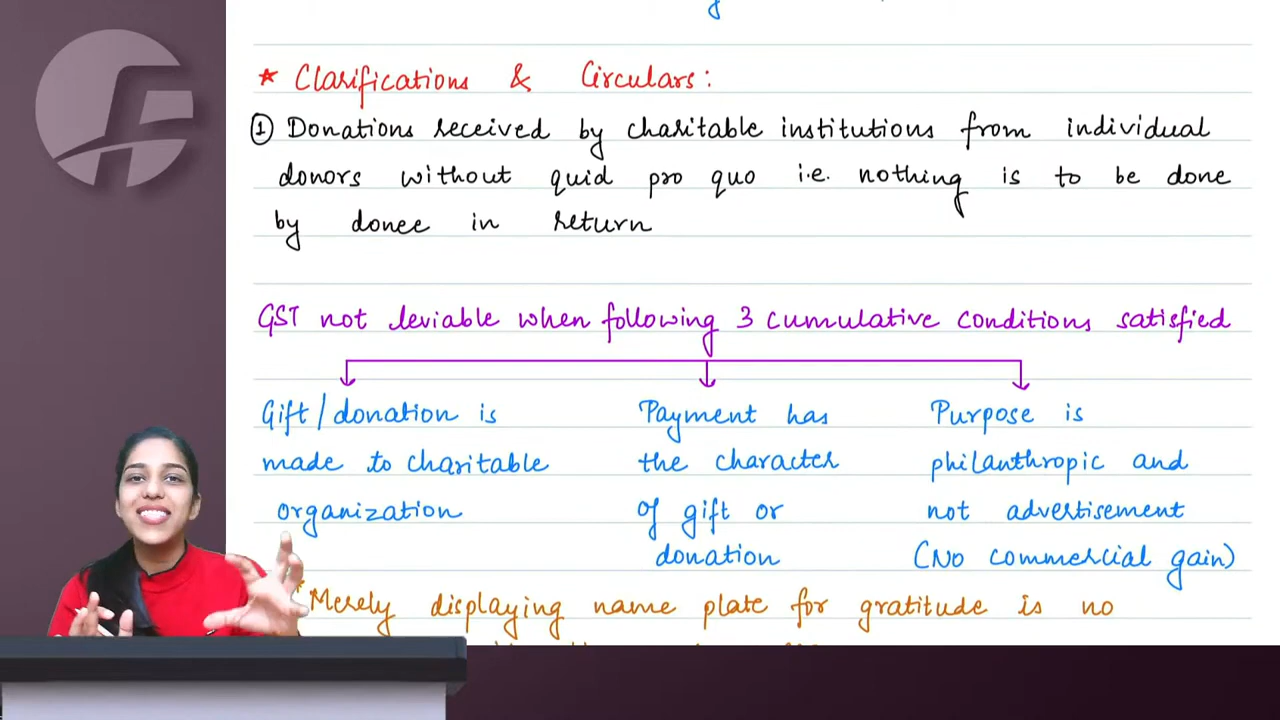 * Clarifications & Circulars:
① Donations received by charitable institutions from individual
donors without quid pro quo i.e. nothing is to be done
by donee in return
GST not leviable when following 3 cumulative conditions satisfied
Gift/donation is
made to charitable
organization
Payment has
the character
of gift or
donation
Purpose is
philanthropic and
not advertisement
(No commercial gain)
*Merely displaying name plate for gratitude is no